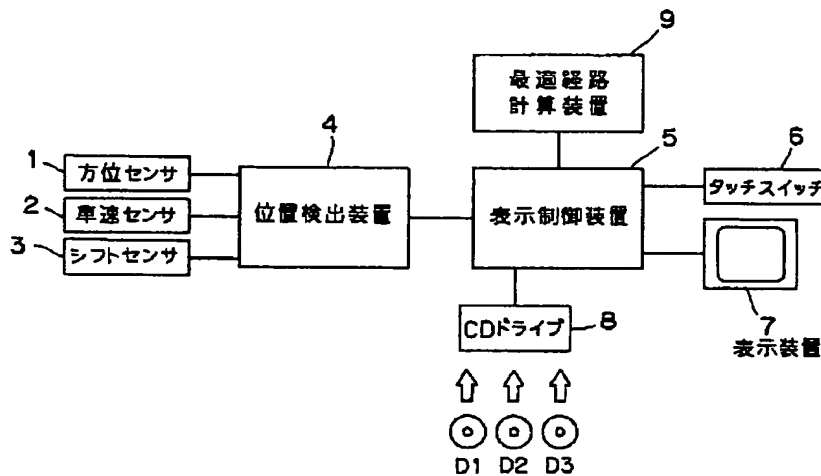 9
最適経路
計算装置
4
5
6
1
方位センサ
タッチスイッチ
2
車速センサ
位置検出装置
表示制御装置
3
シフトセンサ
CDドライブ
8
7
表示装置
D1 D2 D3